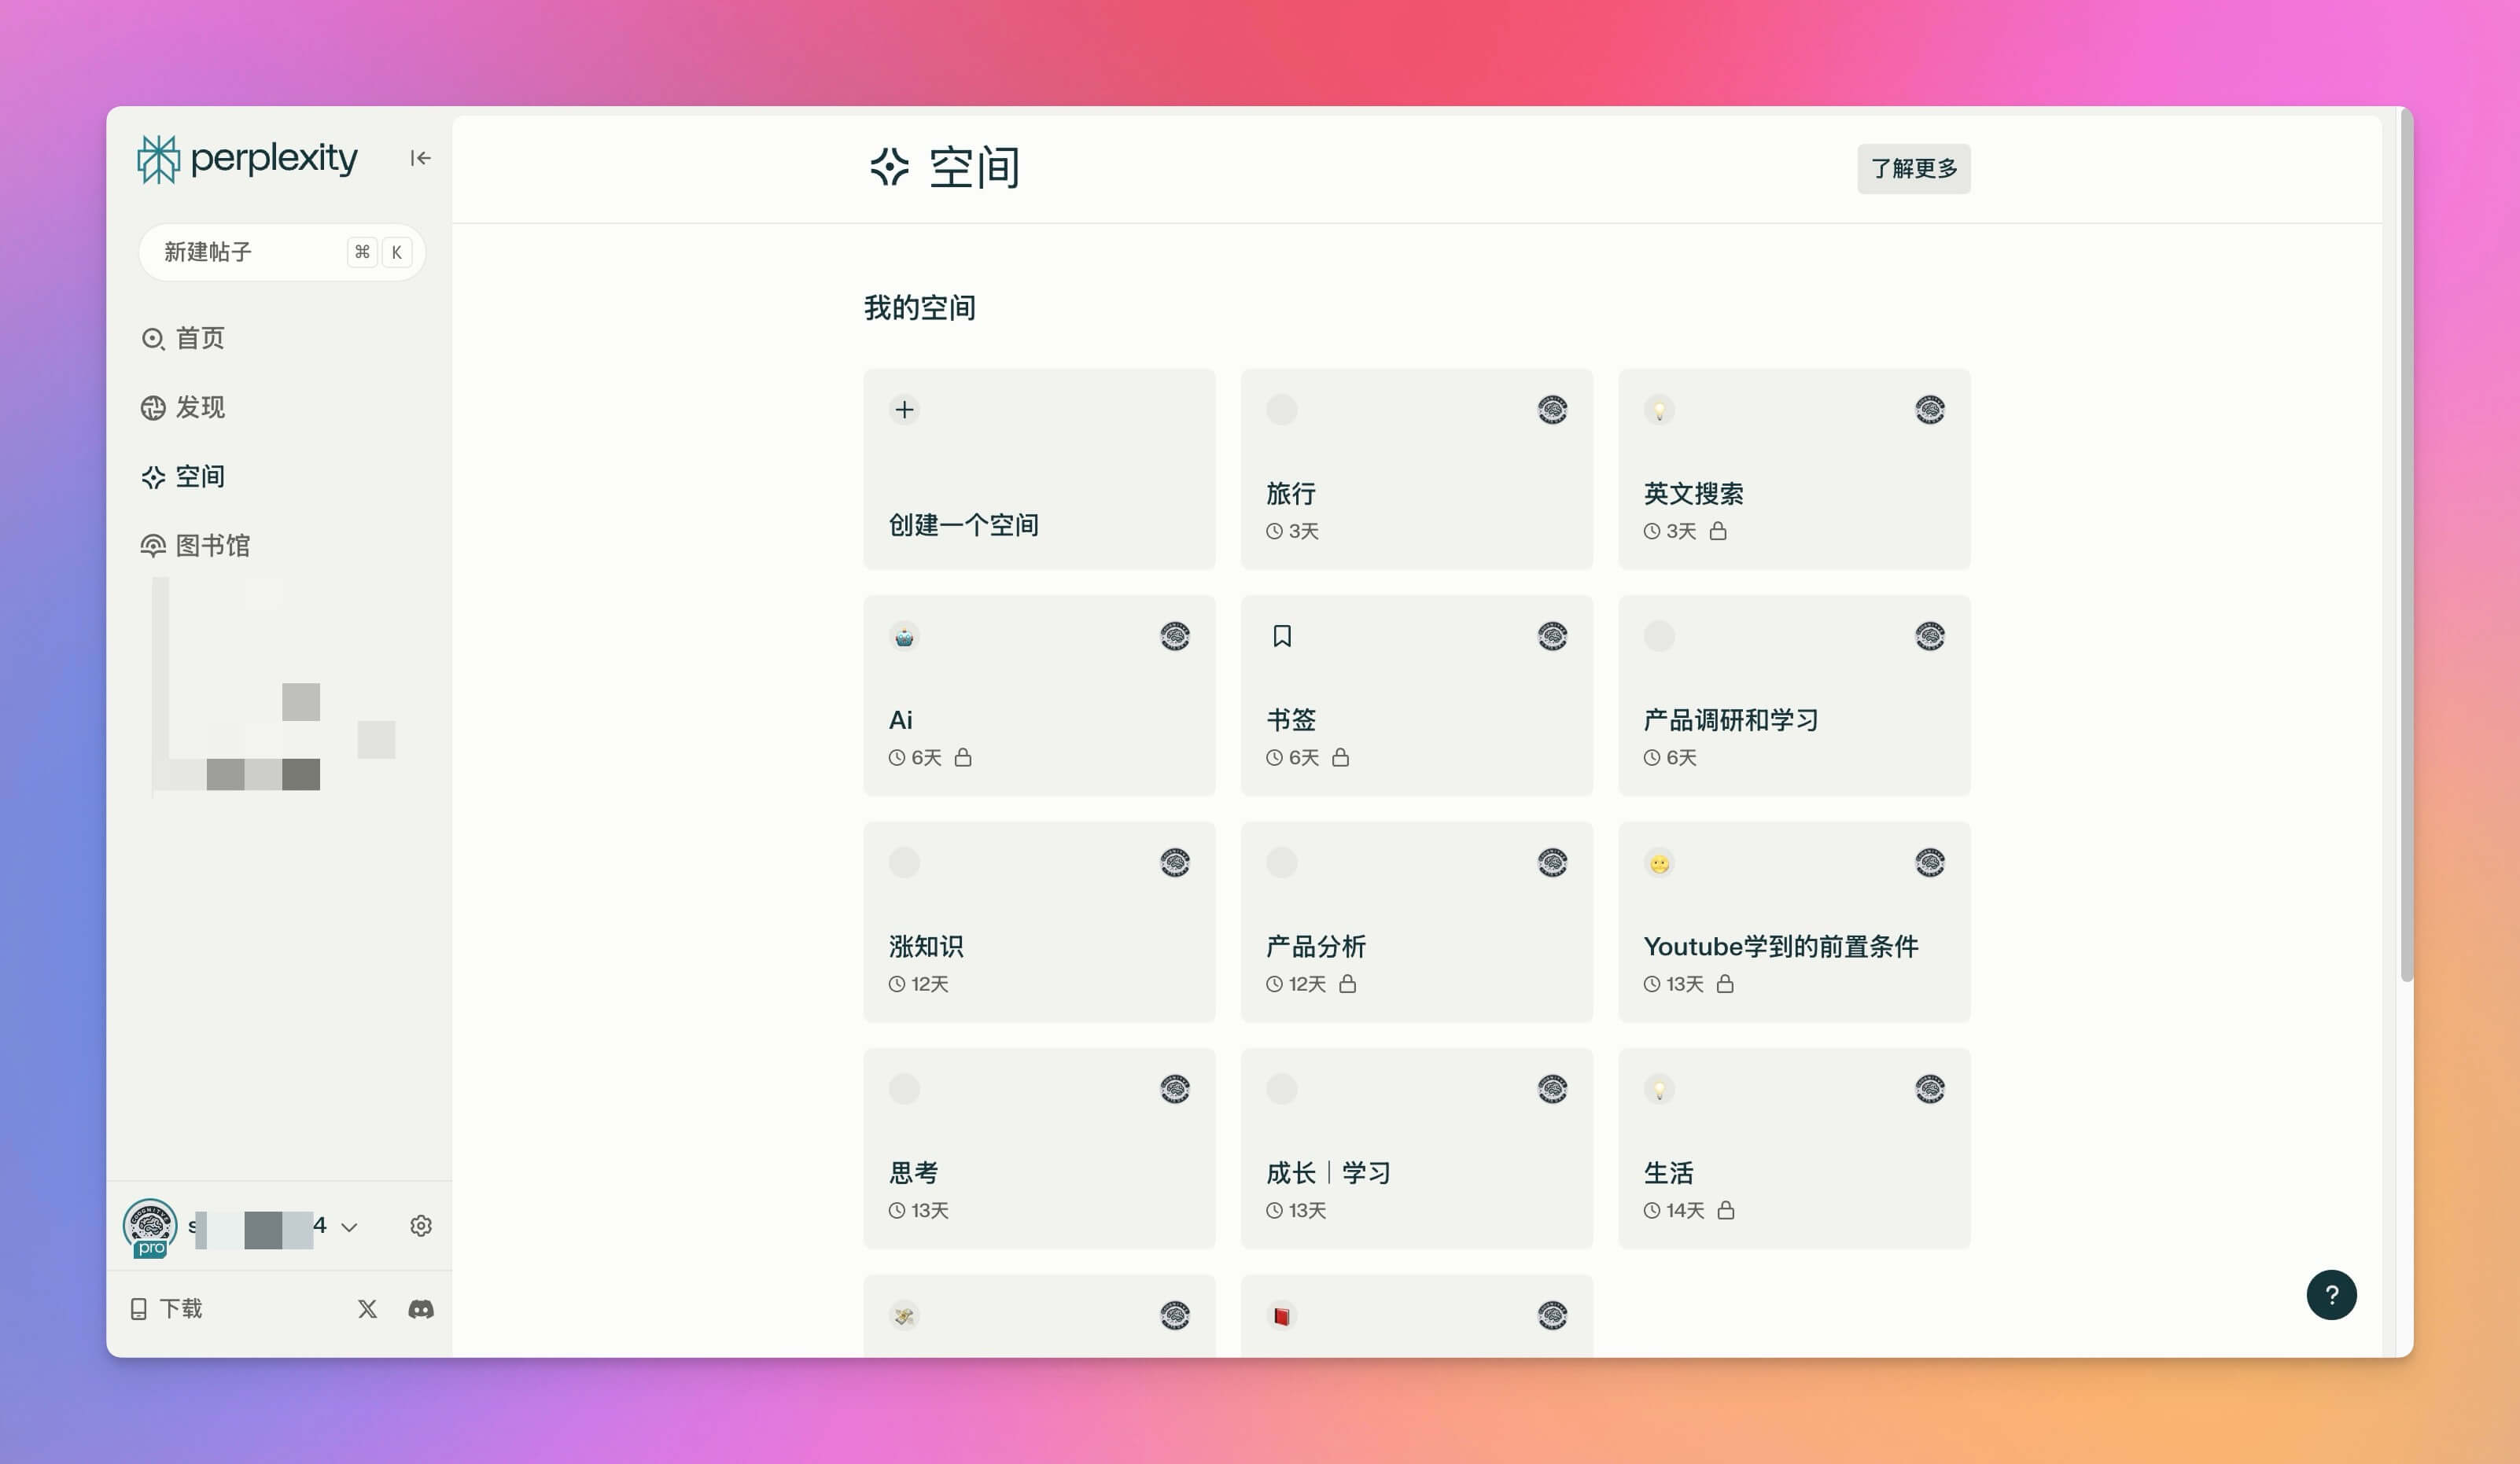 perplexity
新建帖子 ⌘ K
首页
发现
空间
图书馆
pro
下载
空间
了解更多
我的空间
创建一个空间
旅行
3天
英文搜索
3天
Ai
6天
书签
6天
产品调研和学习
6天
涨知识
12天
产品分析
12天
Youtube学到的前置条件
13天
思考
13天
成长｜学习
13天
生活
14天
?